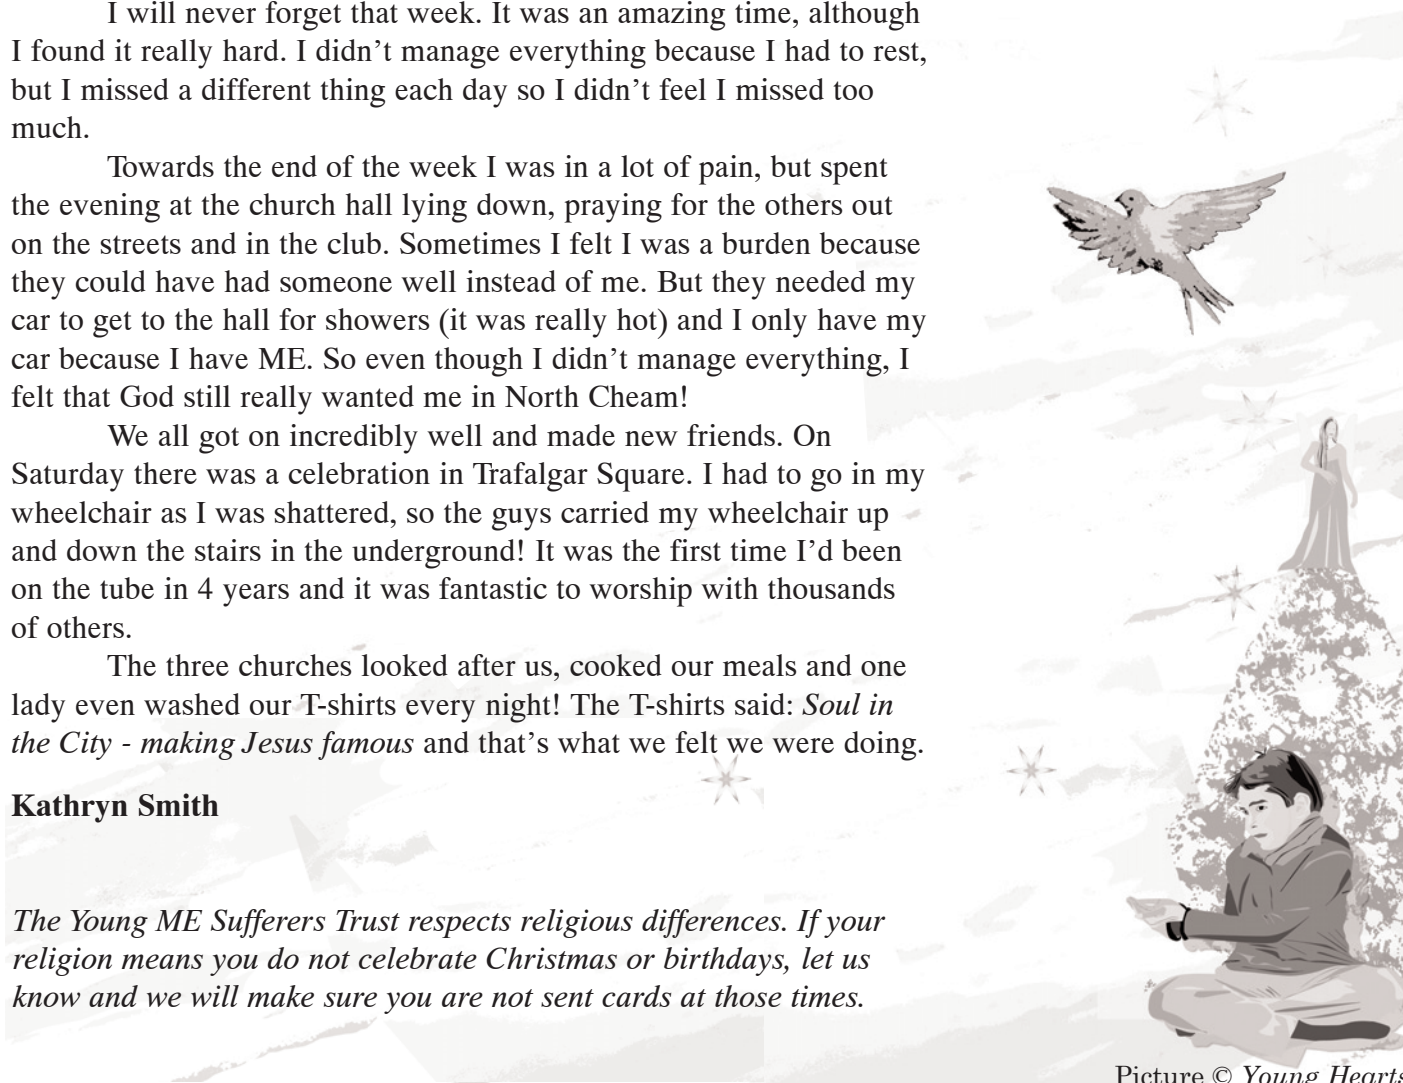 I will never forget that week. It was an amazing time, although
I found it really hard. I didn’t manage everything because I had to rest,
but I missed a different thing each day so I didn’t feel I missed too
much.
Towards the end of the week I was in a lot of pain, but spent
the evening at the church hall lying down, praying for the others out
on the streets and in the club. Sometimes I felt I was a burden because
they could have had someone well instead of me. But they needed my
car to get to the hall for showers (it was really hot) and I only have my
car because I have ME. So even though I didn’t manage everything, I
felt that God still really wanted me in North Cheam!
We all got on incredibly well and made new friends. On
Saturday there was a celebration in Trafalgar Square. I had to go in my
wheelchair as I was shattered, so the guys carried my wheelchair up
and down the stairs in the underground! It was the first time I’d been
on the tube in 4 years and it was fantastic to worship with thousands
of others.
The three churches looked after us, cooked our meals and one
lady even washed our T-shirts every night! The T-shirts said: Soul in
the City - making Jesus famous and that’s what we felt we were doing.
Kathryn Smith
The Young ME Sufferers Trust respects religious differences. If your
religion means you do not celebrate Christmas or birthdays, let us
know and we will make sure you are not sent cards at those times.
Picture © Young Hearts